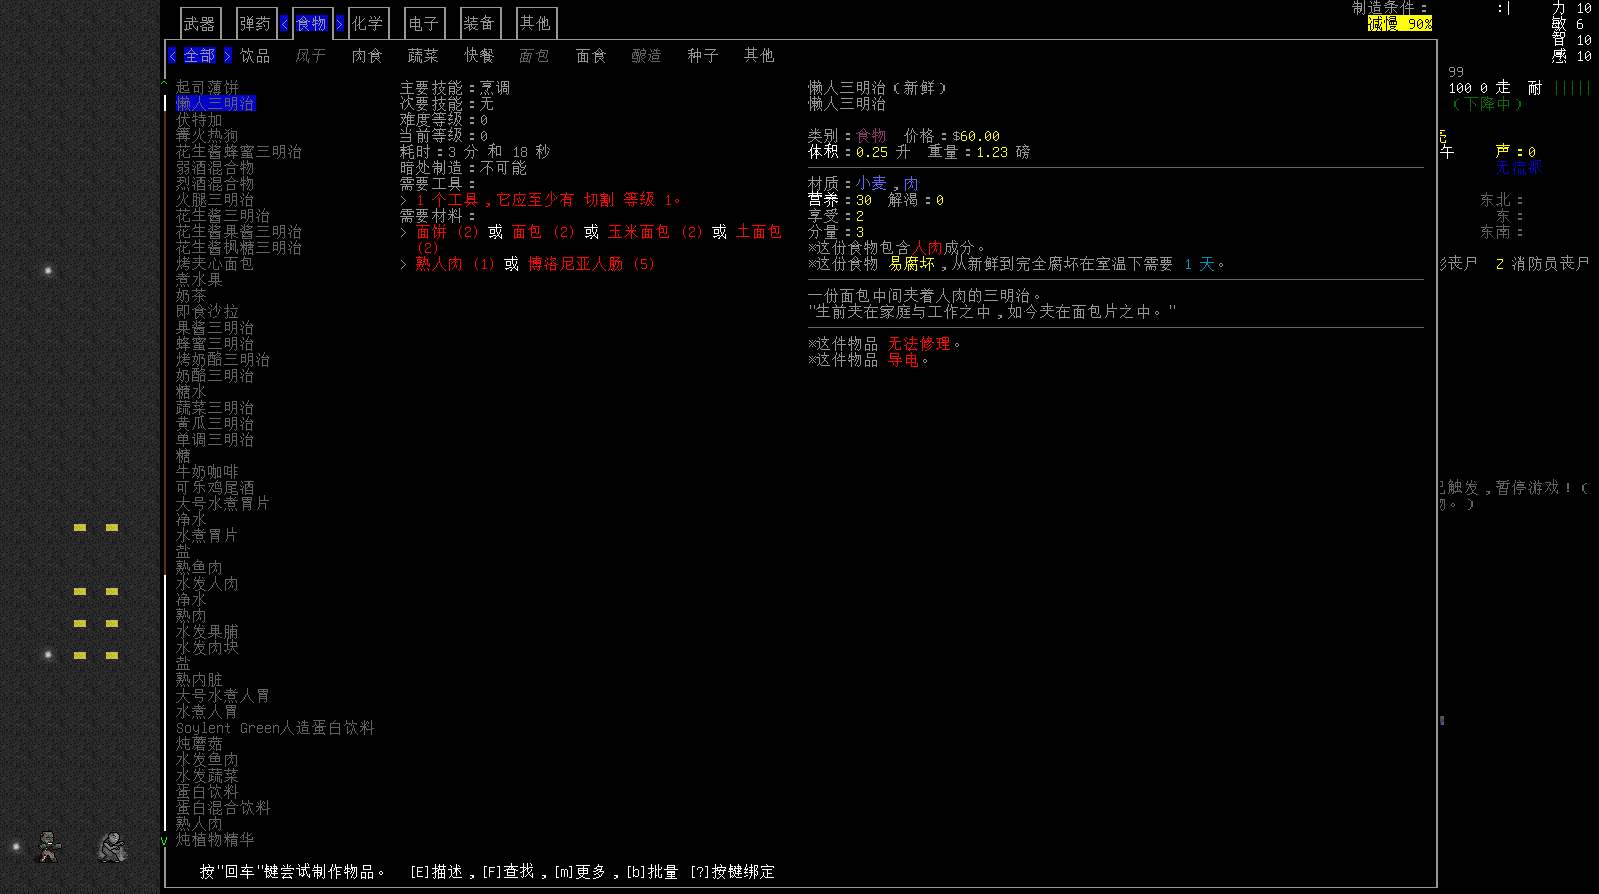 武器 弹药 < 食物 > 化学 电子 装备 其他
制造条件：
减慢 90%
:|
力 10
敏 6
智 10
感 10
< 全部 > 饮品 风干 肉食 蔬菜 快餐 面包 面食 酿造 种子 其他
99
100 0 走 耐 |||||
(下降中)
午 声：0
无流派
东北：
东：
东南：
丧尸 Z 消防员丧尸
已触发，暂停游戏！(
物。)
^
起司薄饼
懒人三明治
伏特加
篝火热狗
花生酱蜂蜜三明治
弱酒混合物
烈酒混合物
火腿三明治
花生酱三明治
花生酱果酱三明治
花生酱枫糖三明治
烤夹心面包
煮水果
奶茶
即食沙拉
果酱三明治
蜂蜜三明治
烤奶酪三明治
奶酪三明治
糖水
蔬菜三明治
黄瓜三明治
单调三明治
糖
牛奶咖啡
可乐鸡尾酒
大号水煮胃片
净水
水煮胃片
盐
熟鱼肉
水发人肉
净水
熟肉
水发果脯
水发肉块
盐
熟内脏
大号水煮人胃
水煮人胃
Soylent Green人造蛋白饮料
炖蘑菇
水发鱼肉
水发蔬菜
蛋白饮料
蛋白混合饮料
熟人肉
v 炖植物精华
主要技能：烹调
次要技能：无
难度等级：0
当前等级：0
耗时：3 分 和 18 秒
暗处制造：不可能
需要工具：
> 1 个工具，它应至少有 切割 等级 1。
需要材料：
> 面饼 (2) 或 面包 (2) 或 玉米面包 (2) 或 土面包
(2)
> 熟人肉 (1) 或 博洛尼亚人肠 (5)
懒人三明治（新鲜）
懒人三明治
类别：食物 价格：$60.00
体积：0.25 升 重量：1.23 磅
材质：小麦，肉
营养：30 解渴：0
享受：2
分量：3
※这份食物包含人肉成分。
※这份食物 易腐坏，从新鲜到完全腐坏在室温下需要 1 天。
一份面包中间夹着人肉的三明治。
"生前夹在家庭与工作之中，如今夹在面包片之中。"
※这件物品 无法修理。
※这件物品 导电。
按"回车"键尝试制作物品。 [E]描述，[F]查找，[m]更多，[b]批量 [?]按键绑定